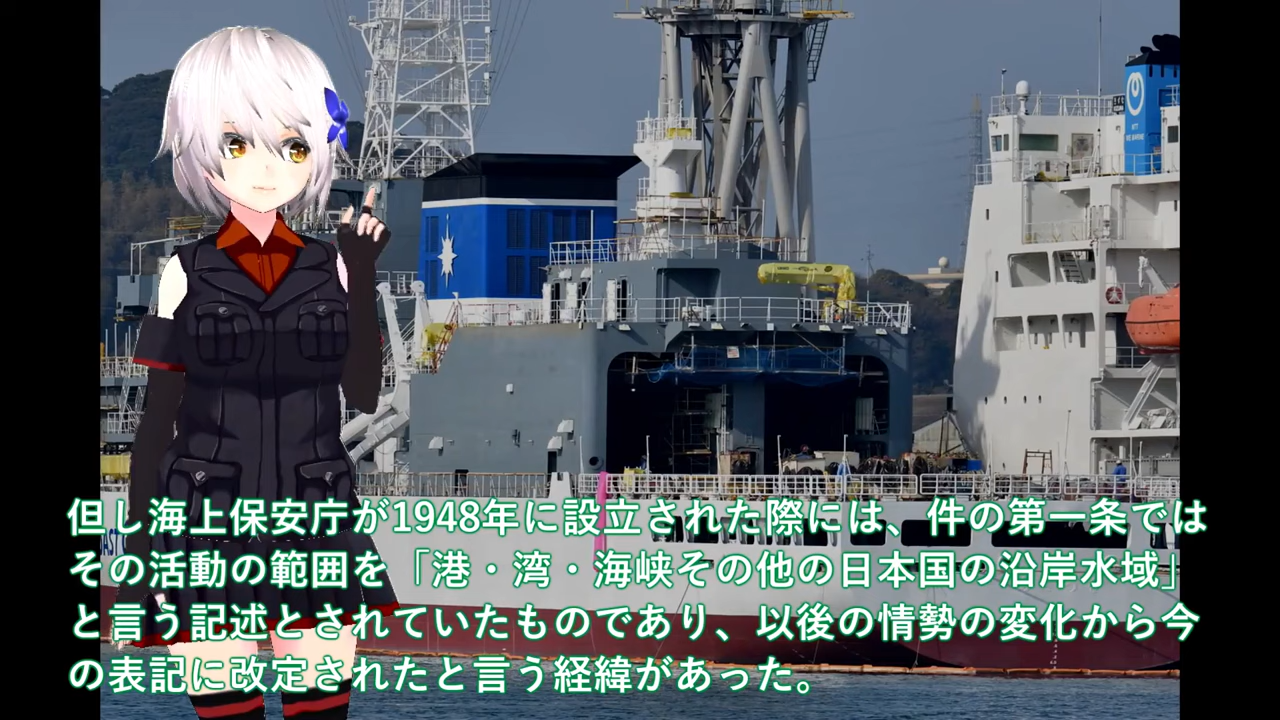 但し海上保安庁が1948年に設立された際には、件の第一条では
その活動の範囲を「港・湾・海峡その他の日本国の沿岸水域」
と言う記述とされていたものであり、以後の情勢の変化から今
の表記に改定されたと言う経緯があった。